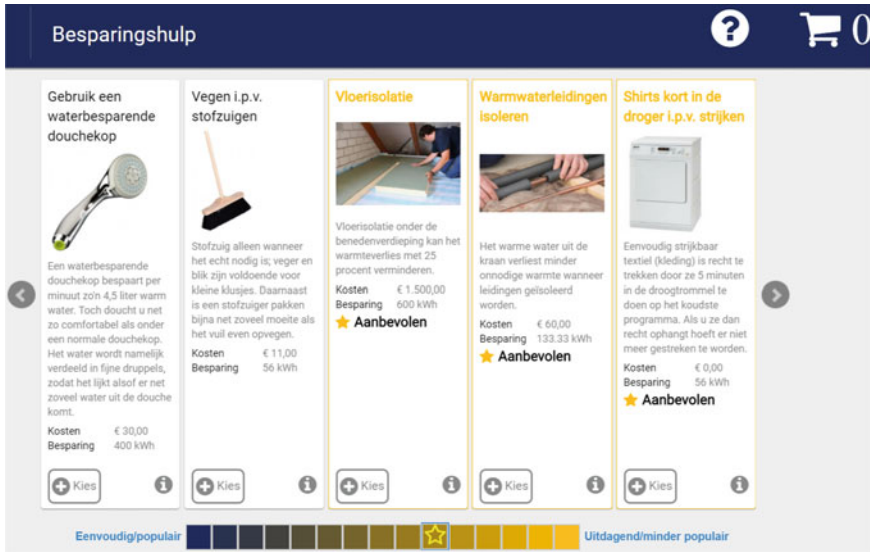 Besparingshulp
?
0
Gebruik een
waterbesparende
douchekop
Een waterbesparende
douchekop bespaart per
minuut zo'n 4,5 liter warm
water. Toch doucht u net
zo comfortabel als onder
een normale douchekop.
Het water wordt namelijk
verdeeld in fijne druppels,
zodat het lijkt alsof er net
zoveel water uit de douche
komt.
Kosten € 30,00
Besparing 400 kWh
Kies
Vegen i.p.v.
stofzuigen
Stofzuig alleen wanneer
het echt nodig is; veger en
blik zijn voldoende voor
kleine klusjes. Daarnaast
is een stofzuiger pakken
bijna net zoveel moeite als
het vuil even opvegen.
Kosten € 11,00
Besparing 56 kWh
Kies
Vloerisolatie
Vloerisolatie onder de
benedenverdieping kan het
warmteverlies met 25
procent verminderen.
Kosten € 1.500,00
Besparing 600 kWh
Aanbevolen
Kies
Warmwaterleidingen
isoleren
Het warme water uit de
kraan verliest minder
onnodige warmte wanneer
leidingen geïsoleerd
worden.
Kosten € 60,00
Besparing 133.33 kWh
Aanbevolen
Kies
Shirts kort in de
droger i.p.v. strijken
Eenvoudig strijkbaar
textiel (kleding) is recht te
trekken door ze 5 minuten
in de droogtrommel te
doen op het koudste
programma. Als u ze dan
recht ophangt hoeft er niet
meer gestreken te worden.
Kosten € 0,00
Besparing 56 kWh
Aanbevolen
Kies
Eenvoudig/populair
Uitdagend/minder populair